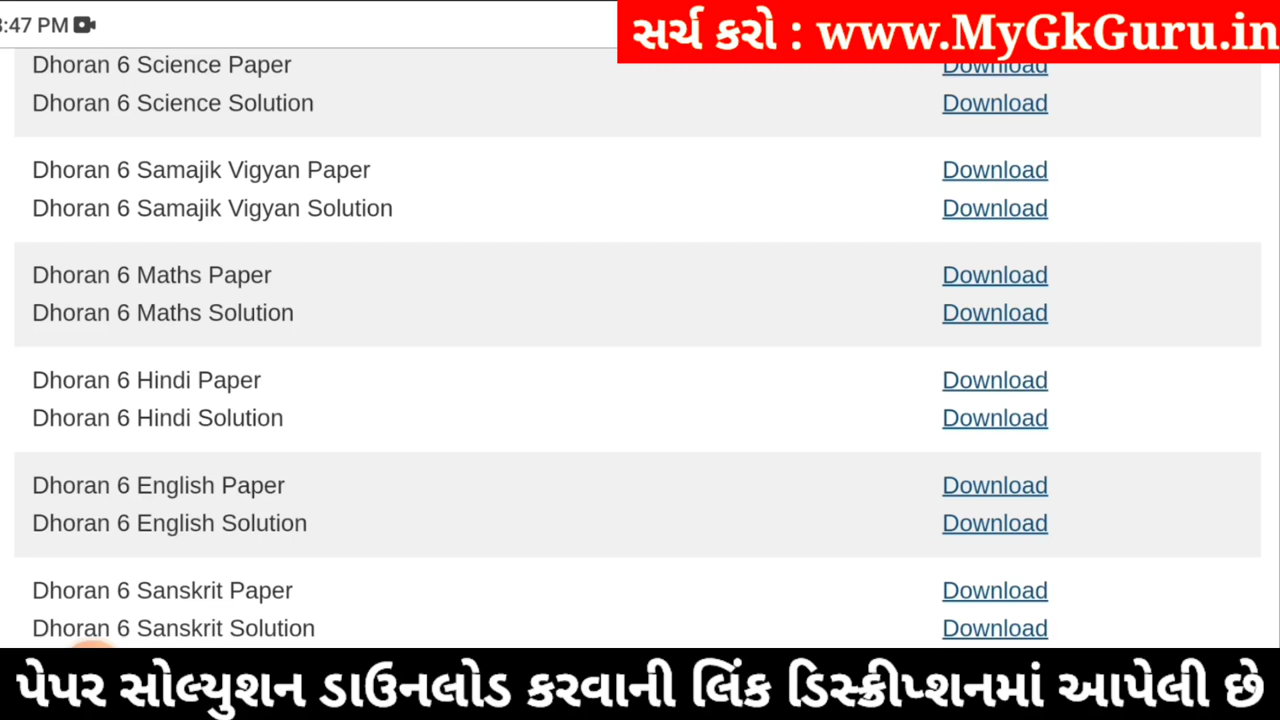 :47 PM
સર્ચ કરો : www.MyGkGuru.in
Dhoran 6 Science Paper Download
Dhoran 6 Science Solution Download
Dhoran 6 Samajik Vigyan Paper Download
Dhoran 6 Samajik Vigyan Solution Download
Dhoran 6 Maths Paper Download
Dhoran 6 Maths Solution Download
Dhoran 6 Hindi Paper Download
Dhoran 6 Hindi Solution Download
Dhoran 6 English Paper Download
Dhoran 6 English Solution Download
Dhoran 6 Sanskrit Paper Download
Dhoran 6 Sanskrit Solution Download
પેપર સોલ્યુશન ડાઉનલોડ કરવાની લિંક ડિસ્ક્રીપ્શનમાં આપેલી છે